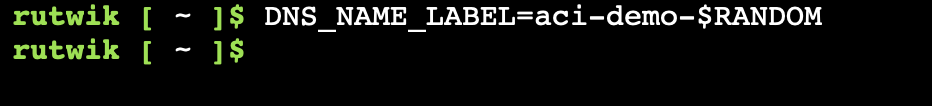 rutwik [ ~ ]$ DNS_NAME_LABEL=aci-demo-$RANDOM
rutwik [ ~ ]$